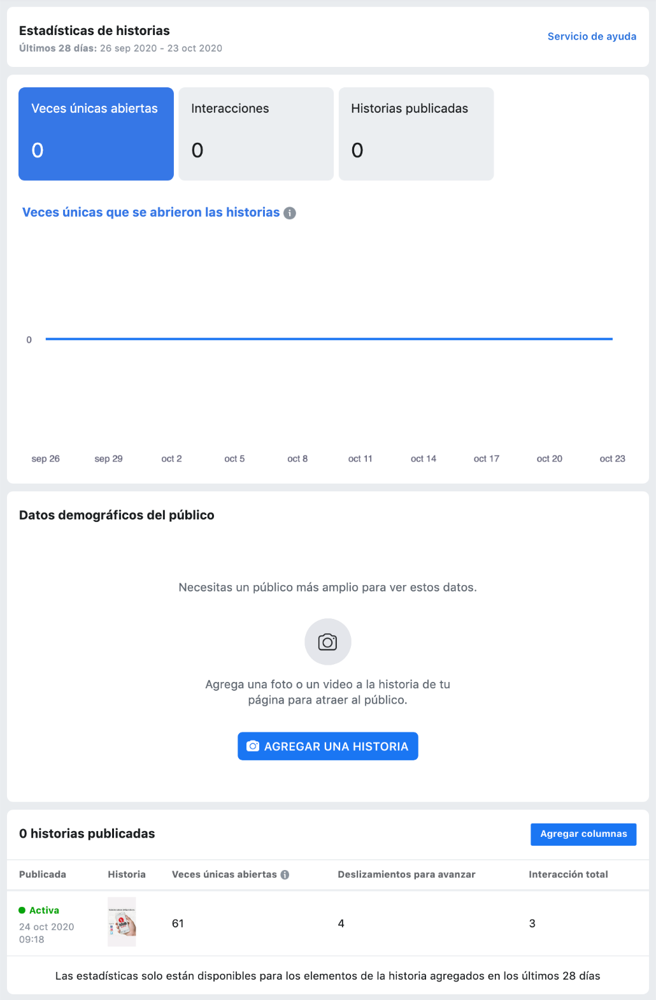 Estadísticas de historias
Últimos 28 días: 26 sep 2020 - 23 oct 2020
Servicio de ayuda
Veces únicas abiertas
0
Interacciones
0
Historias publicadas
0
Veces únicas que se abrieron las historias
0
sep 26 sep 29 oct 2 oct 5 oct 8 oct 11 oct 14 oct 17 oct 20 oct 23
Datos demográficos del público
Necesitas un público más amplio para ver estos datos.
Agrega una foto o un video a la historia de tu
página para atraer al público.
AGREGAR UNA HISTORIA
0 historias publicadas
Agregar columnas
Publicada Historia Veces únicas abiertas Deslizamientos para avanzar Interacción total
Activa
24 oct 2020
09:18
61 4 3
Las estadísticas solo están disponibles para los elementos de la historia agregados en los últimos 28 días